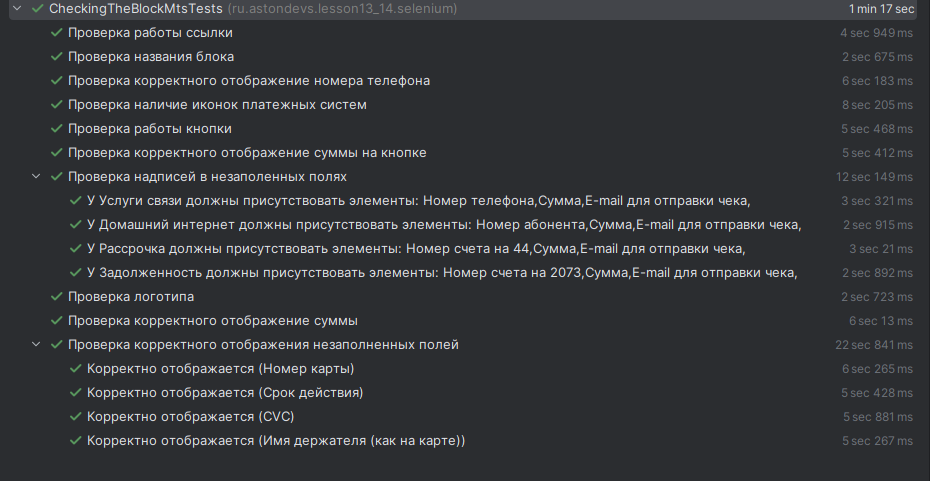 CheckingTheBlockMtsTests (ru.astondevs.lesson13_14.selenium) 1 min 17 sec
Проверка работы ссылки 4 sec 949 ms
Проверка названия блока 2 sec 675 ms
Проверка корректного отображение номера телефона 6 sec 183 ms
Проверка наличие иконок платежных систем 8 sec 205 ms
Проверка работы кнопки 5 sec 468 ms
Проверка корректного отображение суммы на кнопке 5 sec 412 ms
Проверка надписей в незаполенных полях 12 sec 149 ms
У Услуги связи должны присутствовать элементы: Номер телефона,Сумма,E-mail для отправки чека, 3 sec 321 ms
У Домашний интернет должны присутствовать элементы: Номер абонента,Сумма,E-mail для отправки чека, 2 sec 915 ms
У Рассрочка должны присутствовать элементы: Номер счета на 44,Сумма,E-mail для отправки чека, 3 sec 21 ms
У Задолженность должны присутствовать элементы: Номер счета на 2073,Сумма,E-mail для отправки чека, 2 sec 892 ms
Проверка логотипа 2 sec 723 ms
Проверка корректного отображение суммы 6 sec 13 ms
Проверка корректного отображения незаполненных полей 22 sec 841 ms
Корректно отображается (Номер карты) 6 sec 265 ms
Корректно отображается (Срок действия) 5 sec 428 ms
Корректно отображается (CVC) 5 sec 881 ms
Корректно отображается (Имя держателя (как на карте)) 5 sec 267 ms